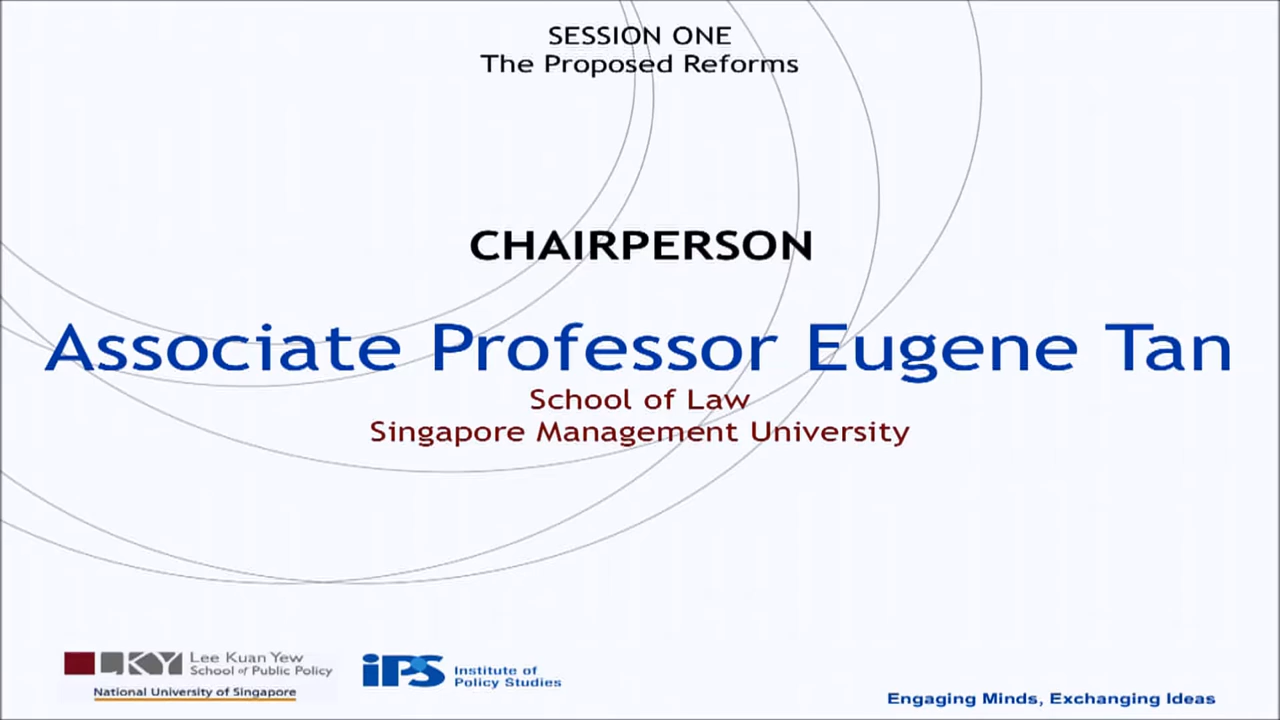 SESSION ONE
The Proposed Reforms
CHAIRPERSON
Associate Professor Eugene Tan
School of Law
Singapore Management University
LKY
Lee Kuan Yew
School of Public Policy
National University of Singapore
iPS
Institute of
Policy Studies
Engaging Minds, Exchanging Ideas